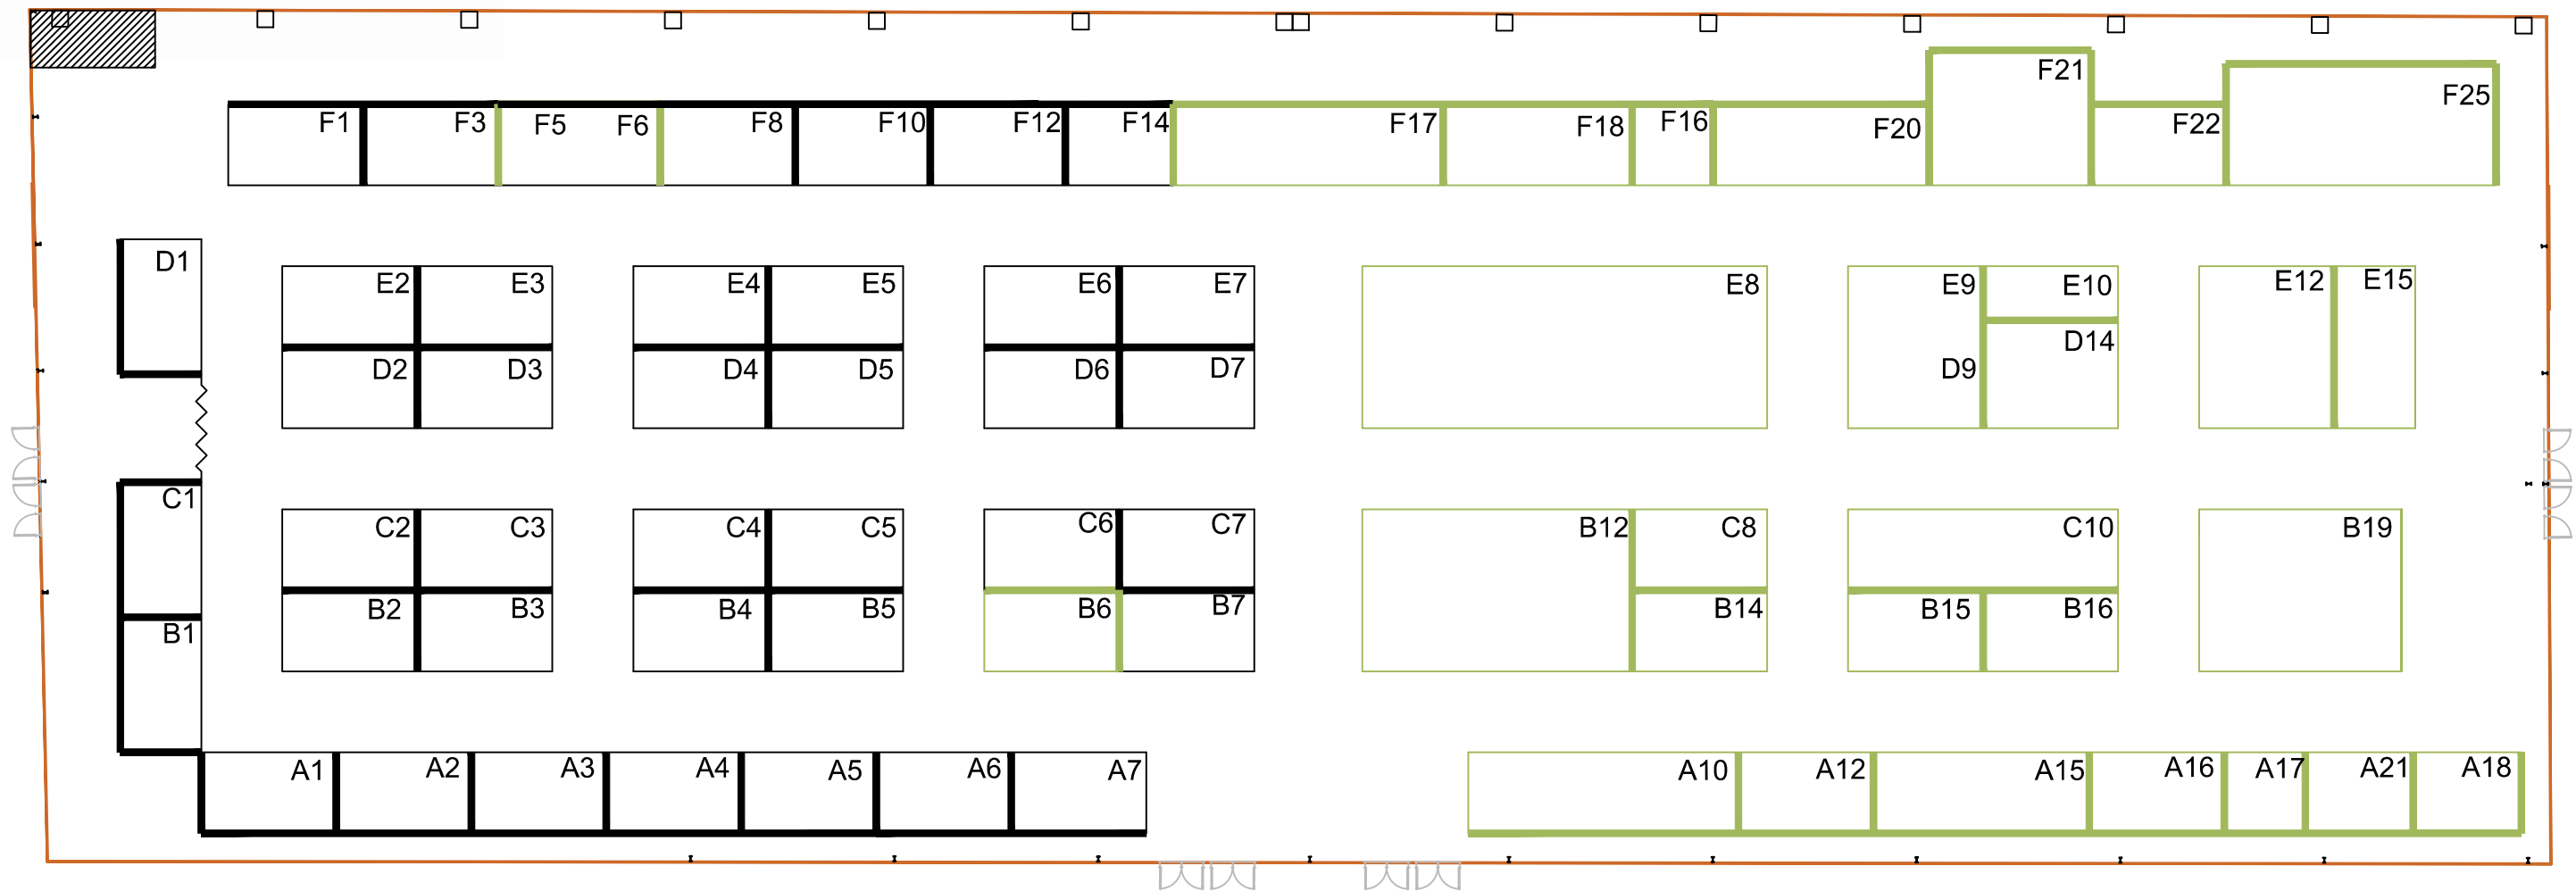 F1 F3 F5 F6 F8 F10 F12 F14 F17 F18 F16 F20 F21 F22 F25
D1
E2 E3 E4 E5 E6 E7 E8 E9 E10 E12 E15
D2 D3 D4 D5 D6 D7 D9 D14
C1
C2 C3 C4 C5 C6 C7 B12 C8 C10 B19
B1
B2 B3 B4 B5 B6 B7 B14 B15 B16
A1 A2 A3 A4 A5 A6 A7 A10 A12 A15 A16 A17 A21 A18